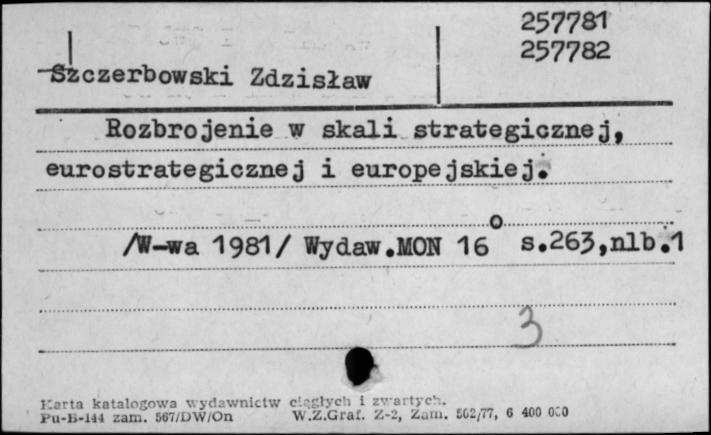 257781
257782
Szczerbowski Zdzisław
Rozbrojenie w skali strategicznej,
eurostrategicznej i europejskiej.
/W-wa 1981/ Wydaw.MON 16° s.263,nlb.1
3
Karta katalogowa wydawnictw ciągłych i zwartych.
Pu-B-144 zam. 567/DW/On W.Z.Graf. Z-2, Zam. 562/77, 6 400 000